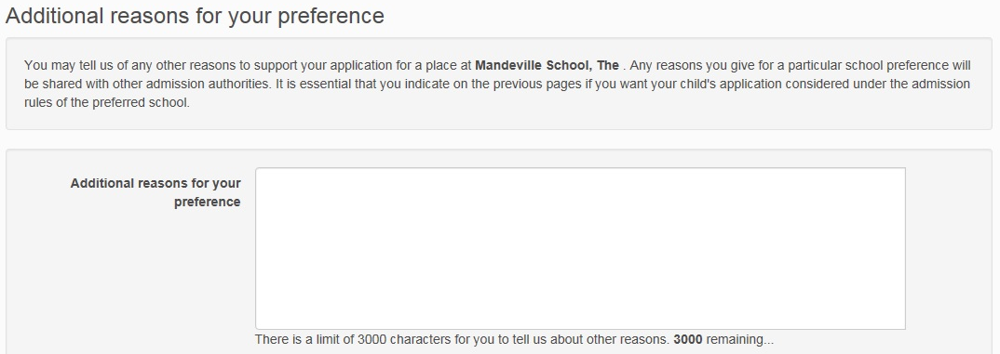 Additional reasons for your preference
You may tell us of any other reasons to support your application for a place at Mandeville School, The . Any reasons you give for a particular school preference will
be shared with other admission authorities. It is essential that you indicate on the previous pages if you want your child's application considered under the admission
rules of the preferred school.
Additional reasons for your
preference
There is a limit of 3000 characters for you to tell us about other reasons. 3000 remaining...